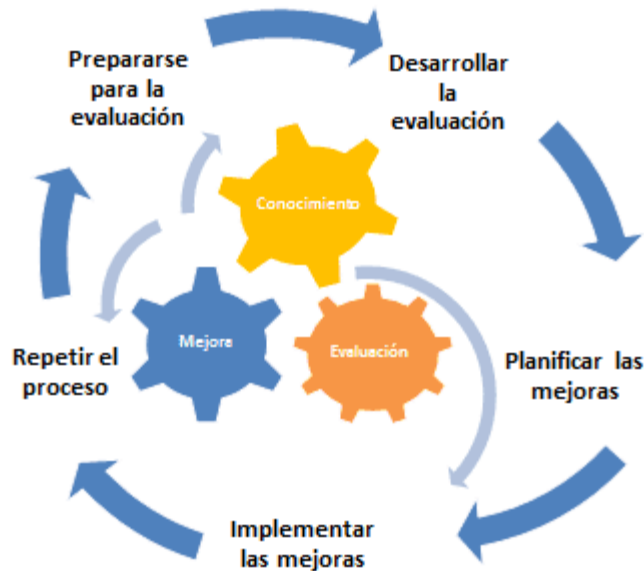 Prepararse
para la
evaluación
Desarrollar
la
evaluación
Conocimiento
Mejora
Evaluación
Repetir el
proceso
Planificar las
mejoras
Implementar
las mejoras